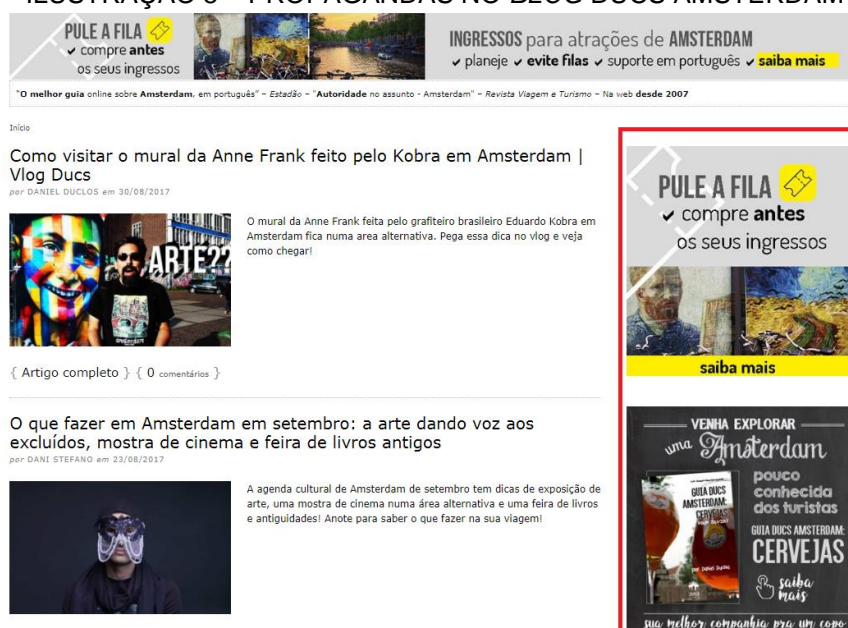 ILUSTRAÇÃO 6 – PROPAGANDAS NO BLOG DUCS AMSTERDAM
PULE A FILA
✓ compre antes
os seus ingressos
INGRESSOS para atrações de AMSTERDAM
✓ planeje ✓ evite filas ✓ suporte em português ✓ saiba mais
"O melhor guia online sobre Amsterdam, em português" – Estadão – "Autoridade no assunto - Amsterdam" – Revista Viagem e Turismo – Na web desde 2007
Início
Como visitar o mural da Anne Frank feito pelo Kobra em Amsterdam |
Vlog Ducs
por DANIEL DUCLOS em 30/08/2017
ARTE??
O mural da Anne Frank feita pelo grafiteiro brasileiro Eduardo Kobra em
Amsterdam fica numa area alternativa. Pega essa dica no vlog e veja
como chegar!
{ Artigo completo } { 0 comentários }
O que fazer em Amsterdam em setembro: a arte dando voz aos
excluídos, mostra de cinema e feira de livros antigos
por DANI STEFANO em 23/08/2017
A agenda cultural de Amsterdam de setembro tem dicas de exposição de
arte, uma mostra de cinema numa área alternativa e uma feira de livros
e antiguidades! Anote para saber o que fazer na sua viagem!
PULE A FILA
✓ compre antes
os seus ingressos
saiba mais
VENHA EXPLORAR
uma Amsterdam
pouco
conhecida
dos turistas
GUIA DUCS
AMSTERDAM:
CERVEJAS
por Daniel Duclos
GUIA DUCS AMSTERDAM:
CERVEJAS
saiba
mais
sua melhor companhia pra um copo